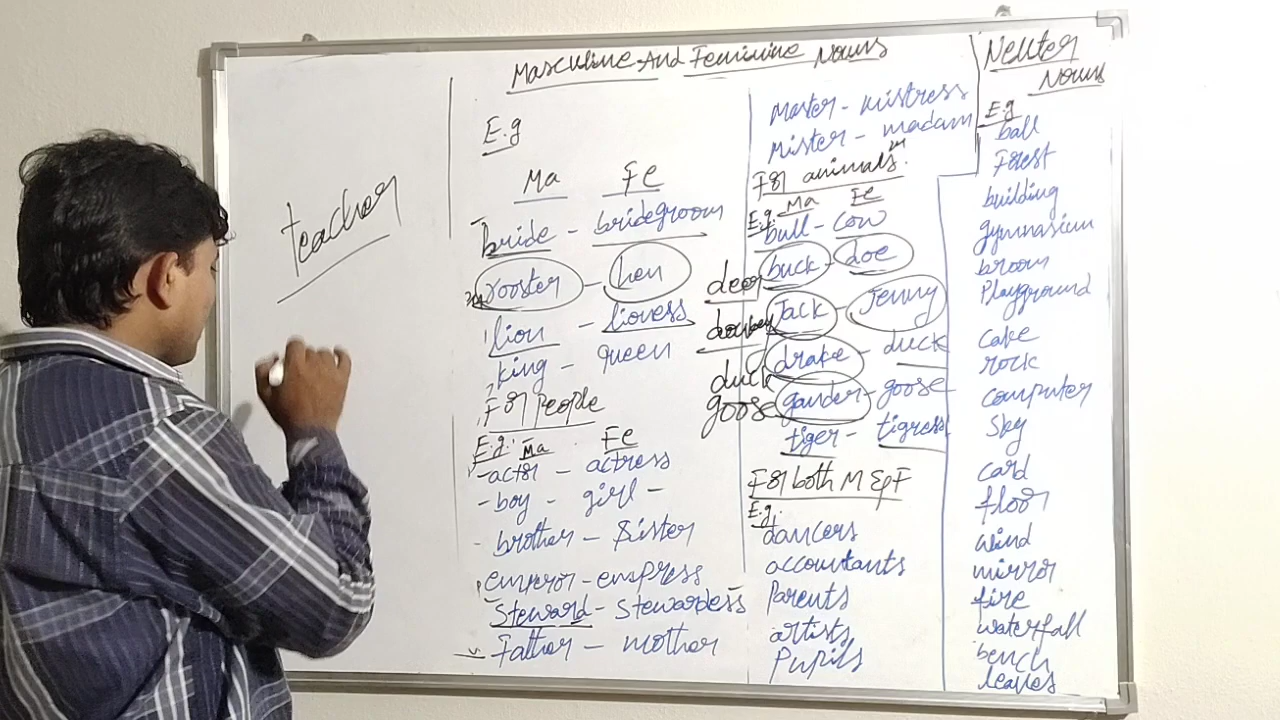 Masculine And Feminine Nouns
teacher
E.g
Ma Fe
bride - bridegroom
rooster - hen
lion - lioness
king - queen
For People
E.g: Ma Fe
- actor - actress
- boy - girl -
- brother - Sister
emperor - empress
Steward - Stewardess
Father - mother
Master - mistress
Mister - madam
For animals.
E.g: Ma Fe
bull - cow
deer buck - doe
donkey Jack - Jenny
drake - duck
duck
goose gander - goose
tiger - tigress
For both M & F
E.g:
dancers
accountants
Parents
artists
Pupils
Neuter
Nouns
E.g
ball
Forest
building
gymnasium
broom
Playground
cake
rock
computer
Sky
card
floor
wind
mirror
fire
waterfall
bench
leaves